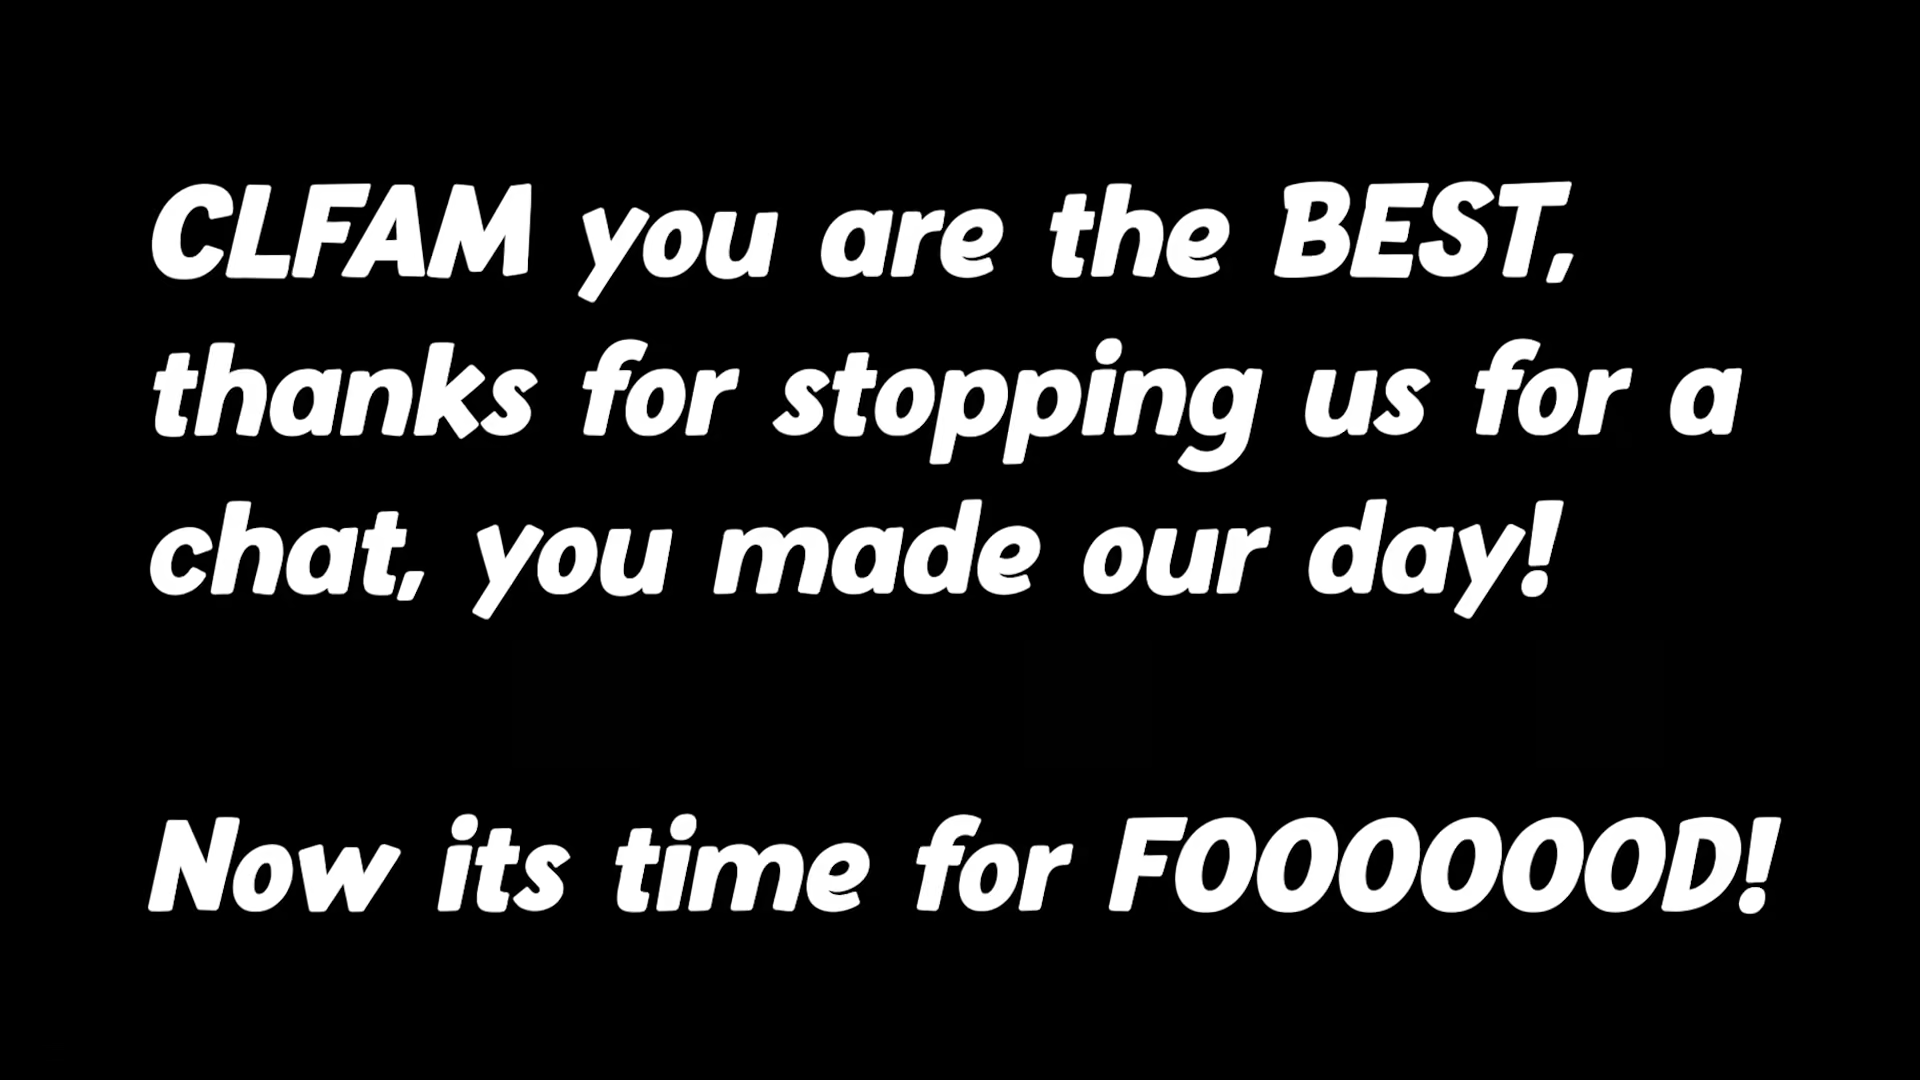 CLFAM you are the BEST,
thanks for stopping us for a
chat, you made our day!
Now its time for FOOOOOOD!